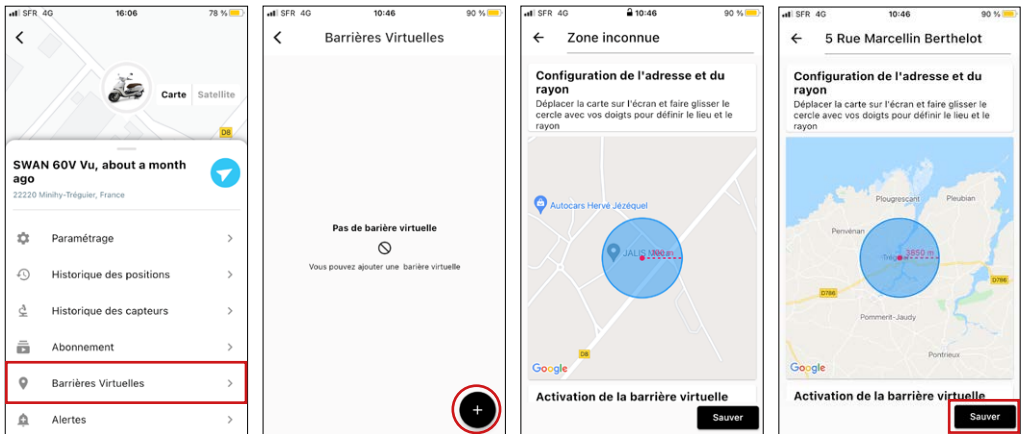 SFR 4G 16:06 78 %
Carte Satellite
D8
SWAN 60V Vu, about a month
ago
22220 Minihy-Tréguier, France
Paramétrage
Historique des positions
Historique des capteurs
Abonnement
Barrières Virtuelles
Alertes
SFR 4G 10:46 90 %
Barrières Virtuelles
Pas de barière virtuelle
Vous pouvez ajouter une barière virtuelle
+
SFR 4G 10:46 90 %
Zone inconnue
Configuration de l'adresse et du
rayon
Déplacer la carte sur l'écran et faire glisser le
cercle avec vos doigts pour définir le lieu et le
rayon
Autocars Hervé Jézéquel
JALIS
D8
Google
Activation de la barrière virtuelle
Sauver
SFR 4G 10:46 90 %
5 Rue Marcellin Berthelot
Configuration de l'adresse et du
rayon
Déplacer la carte sur l'écran et faire glisser le
cercle avec vos doigts pour définir le lieu et le
rayon
Plougrescant
Pleubian
Penvénan
3850 m
D786
D786
Pommerit-Jaudy
Pontrieux
Google
Activation de la barrière virtuelle
Sauver